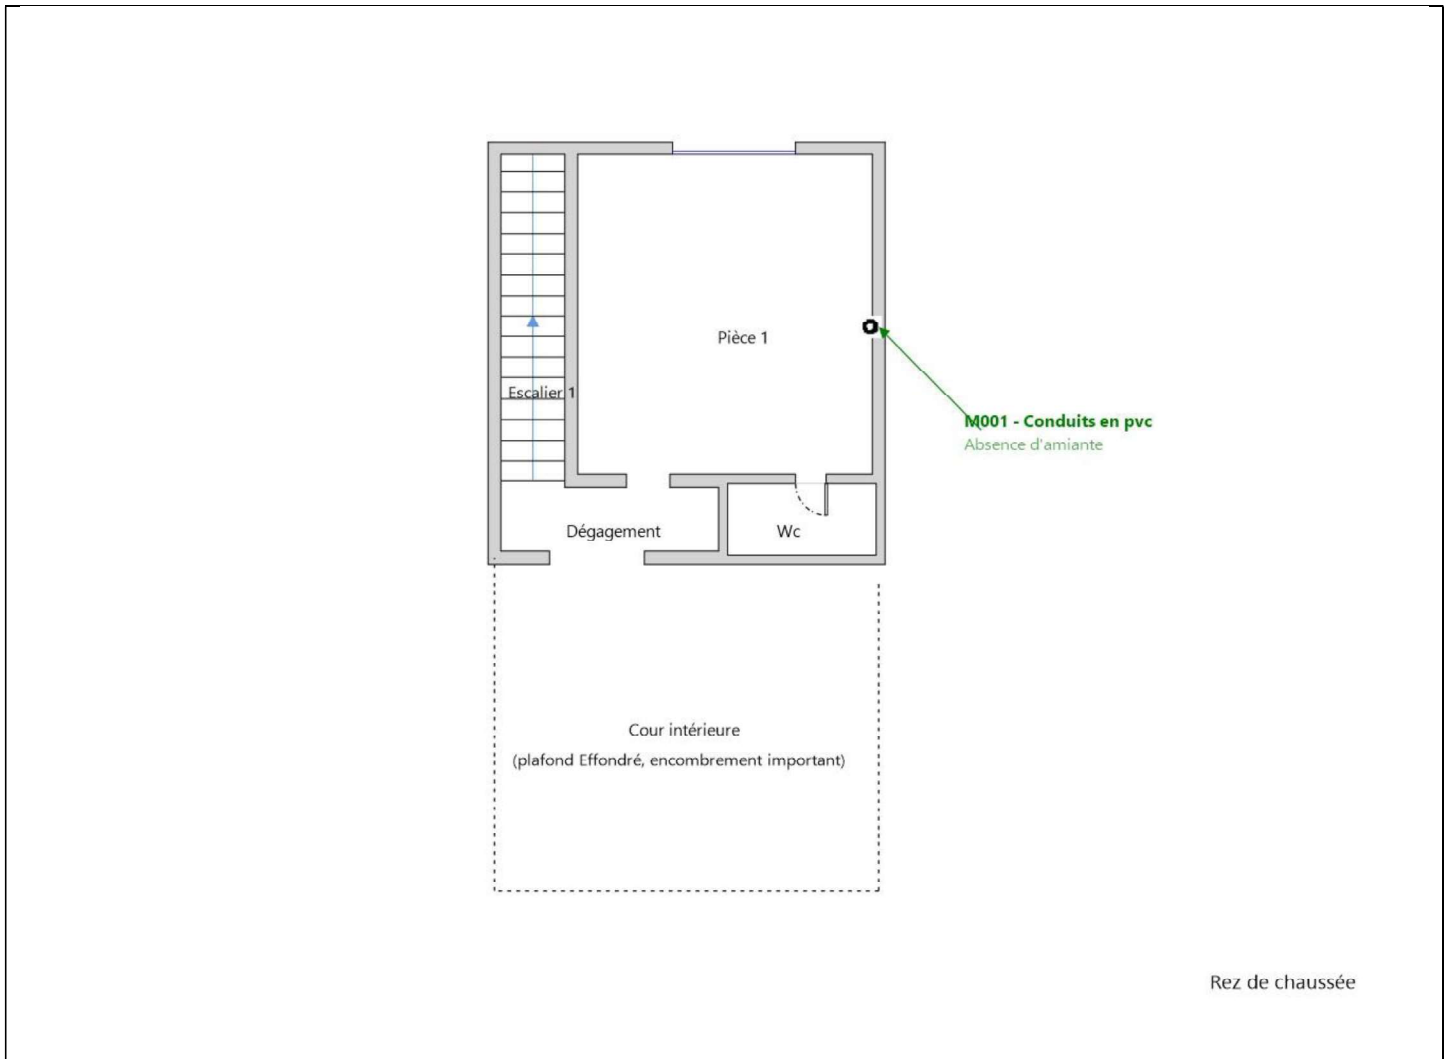 Pièce 1
Escalier 1
M001 - Conduits en pvc
Absence d'amiante
Dégagement
Wc
Cour intérieure
(plafond Effondré, encombrement important)
Rez de chaussée